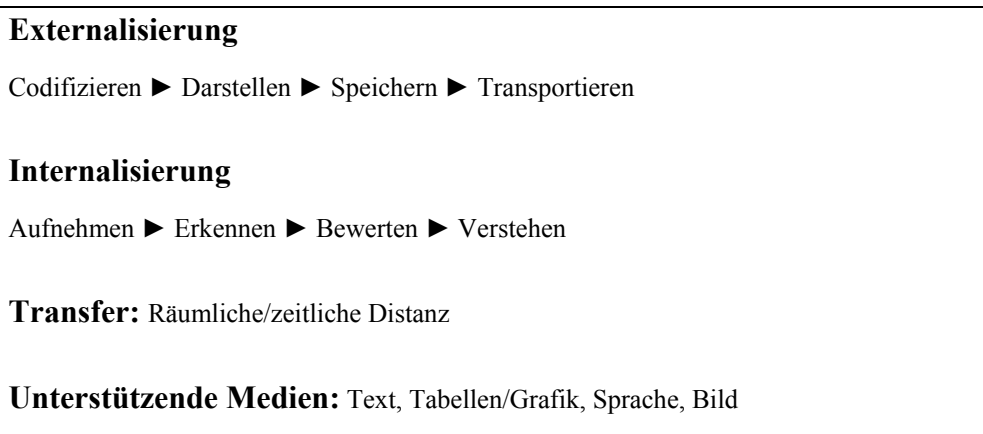 Externalisierung
Codifizieren ► Darstellen ► Speichern ► Transportieren
Internalisierung
Aufnehmen ► Erkennen ► Bewerten ► Verstehen
Transfer: Räumliche/zeitliche Distanz
Unterstützende Medien: Text, Tabellen/Grafik, Sprache, Bild